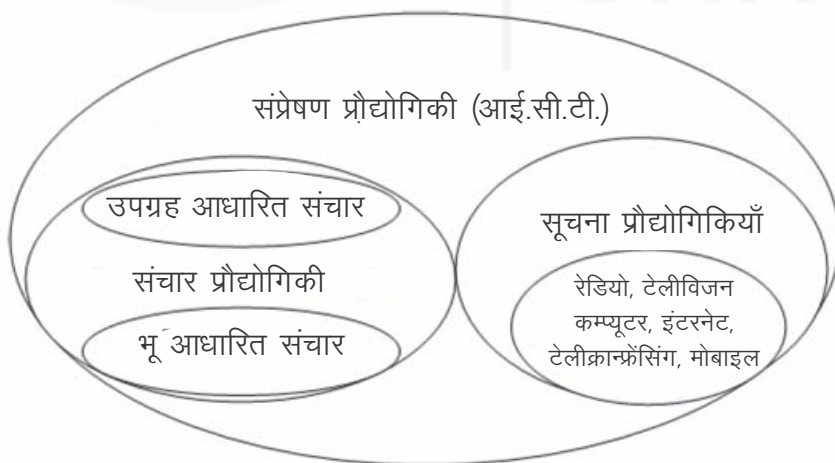 संप्रेषण प्रौद्योगिकी (आई.सी.टी.)
उपग्रह आधारित संचार
संचार प्रौद्योगिकी
भू आधारित संचार
सूचना प्रौद्योगिकियाँ
रेडियो, टेलीविजन
कम्प्यूटर, इंटरनेट,
टेलीक्रान्फ्रेंसिंग, मोबाइल